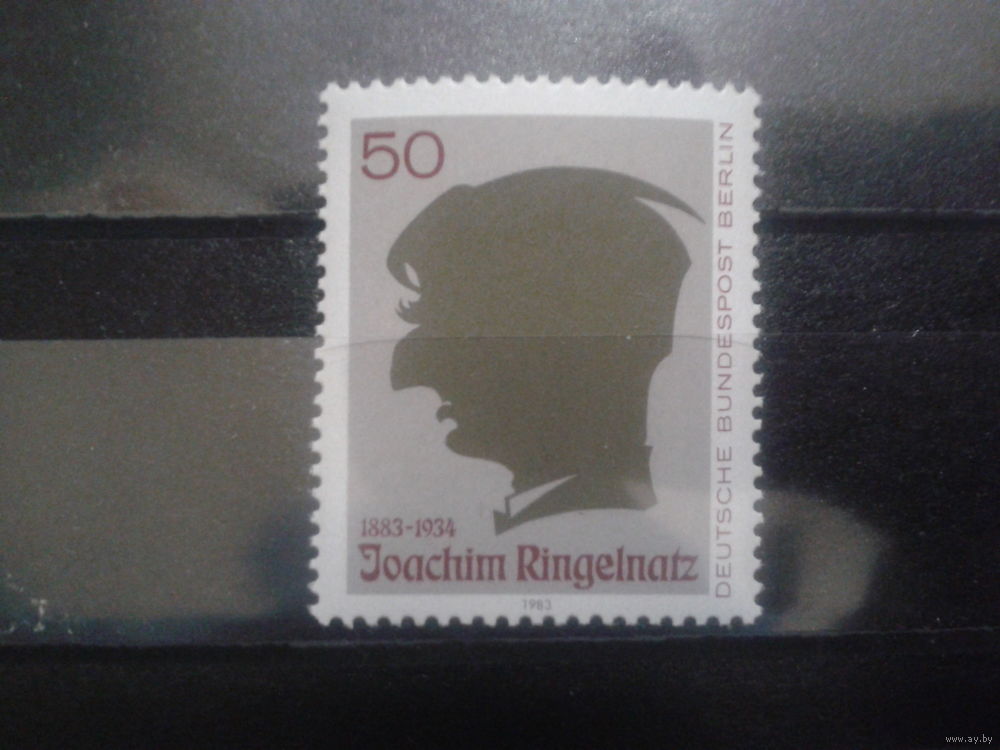 50
DEUTSCHE BUNDESPOST BERLIN
1883-1934
Joachim Ringelnatz
1983
www.ay.by